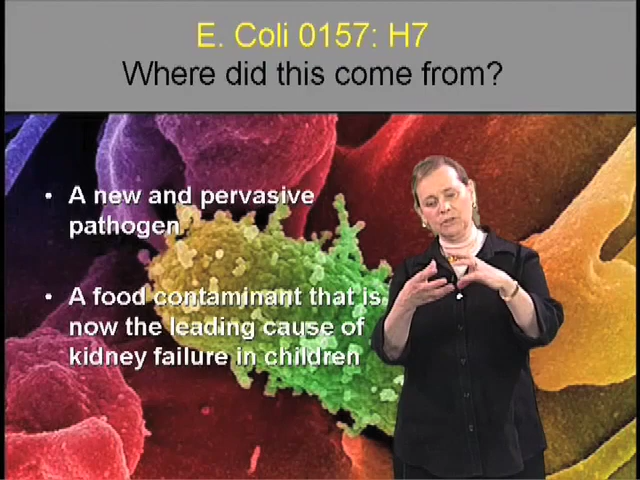 E. Coli 0157: H7
Where did this come from?
• A new and pervasive
pathogen
• A food contaminant that is
now the leading cause of
kidney failure in children